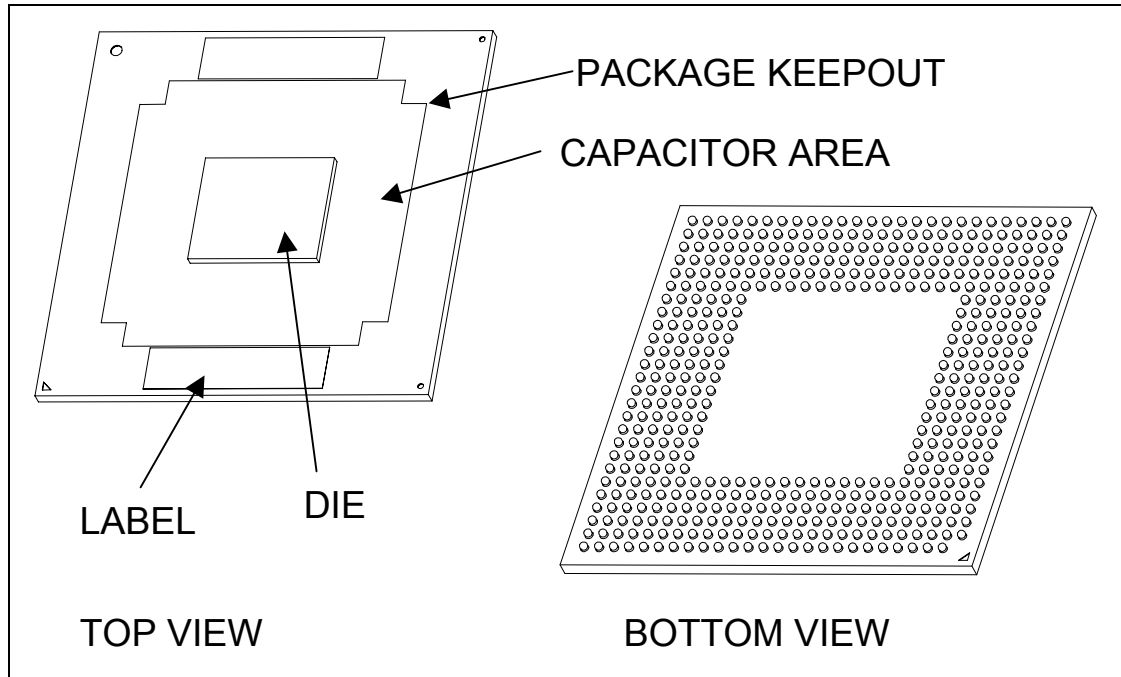 PACKAGE KEEPOUT
CAPACITOR AREA
LABEL
DIE
TOP VIEW
BOTTOM VIEW